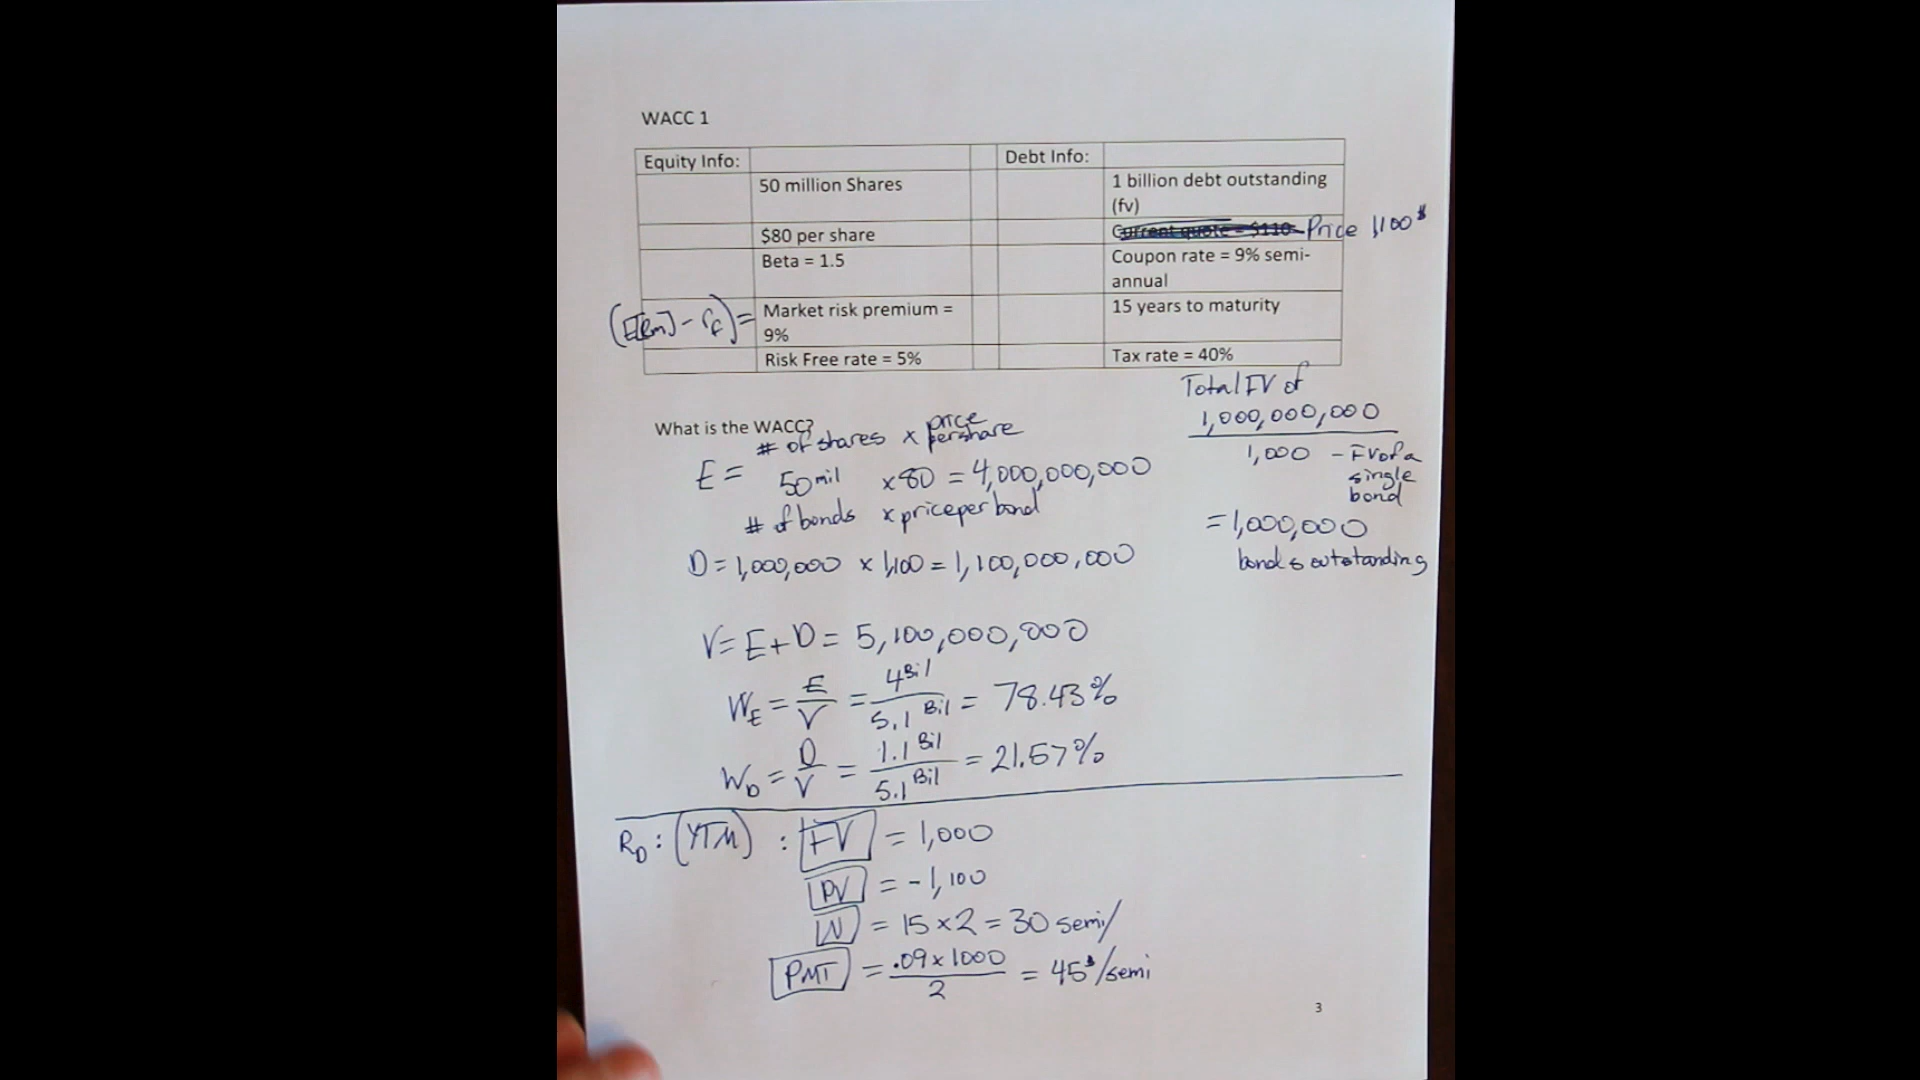 WACC 1
Equity Info: Debt Info:
50 million Shares 1 billion debt outstanding (fv)
$80 per share Current quote = $110 Price 1,100$
Beta = 1.5 Coupon rate = 9% semi-annual
(E[Rm] - rf) = Market risk premium = 9% 15 years to maturity
Risk Free rate = 5% Tax rate = 40%
Total FV of
1,000,000,000
1,000 - FV of a single bond
= 1,000,000
bonds outstanding
What is the WACC?
# of shares x price per share
E = 50 mil x 80 = 4,000,000,000
# of bonds x price per bond
D = 1,000,000 x 1,100 = 1,100,000,000
V = E + D = 5,100,000,000
WE = E/V = 4 Bil / 5.1 Bil = 78.43%
WD = D/V = 1.1 Bil / 5.1 Bil = 21.57%
RD : (YTM) : FV = 1,000
PV = -1,100
N = 15 x 2 = 30 semi/
PMT = .09 x 1000 / 2 = 45$/semi
3